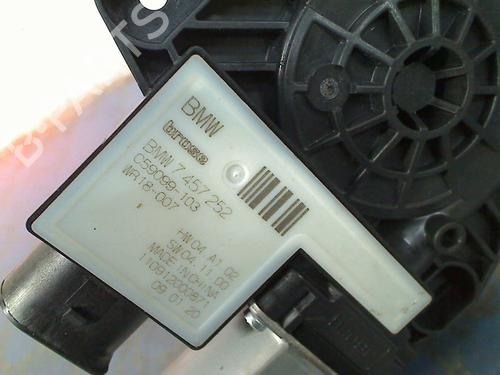 BMW
brose
BMW 7 457 252
C59099-103
WR18-007
HW:04 A1 02
SW:04 11 00
MADE IN CHINA
09 01 20
B-PARTS